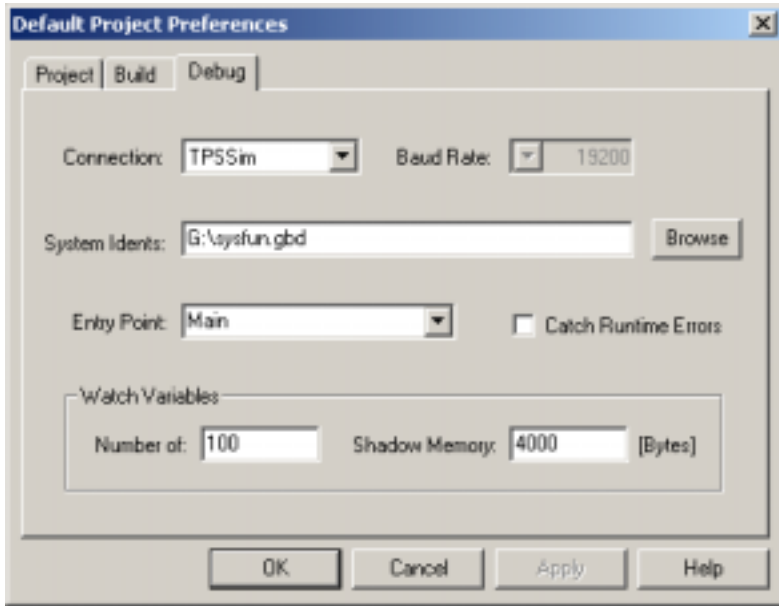 Default Project Preferences
Project Build Debug
Connection: TPSSim Baud Rate: 19200
System Idents: G:\sysfun.gbd Browse
Entry Point: Main Catch Runtime Errors
Watch Variables
Number of: 100 Shadow Memory: 4000 [Bytes]
OK Cancel Apply Help